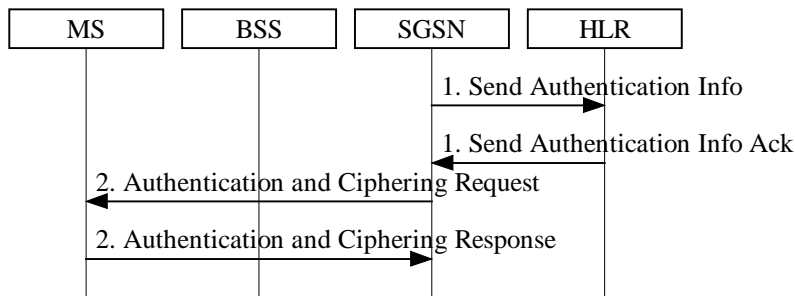 MS BSS SGSN HLR
1. Send Authentication Info
1. Send Authentication Info Ack
2. Authentication and Ciphering Request
2. Authentication and Ciphering Response